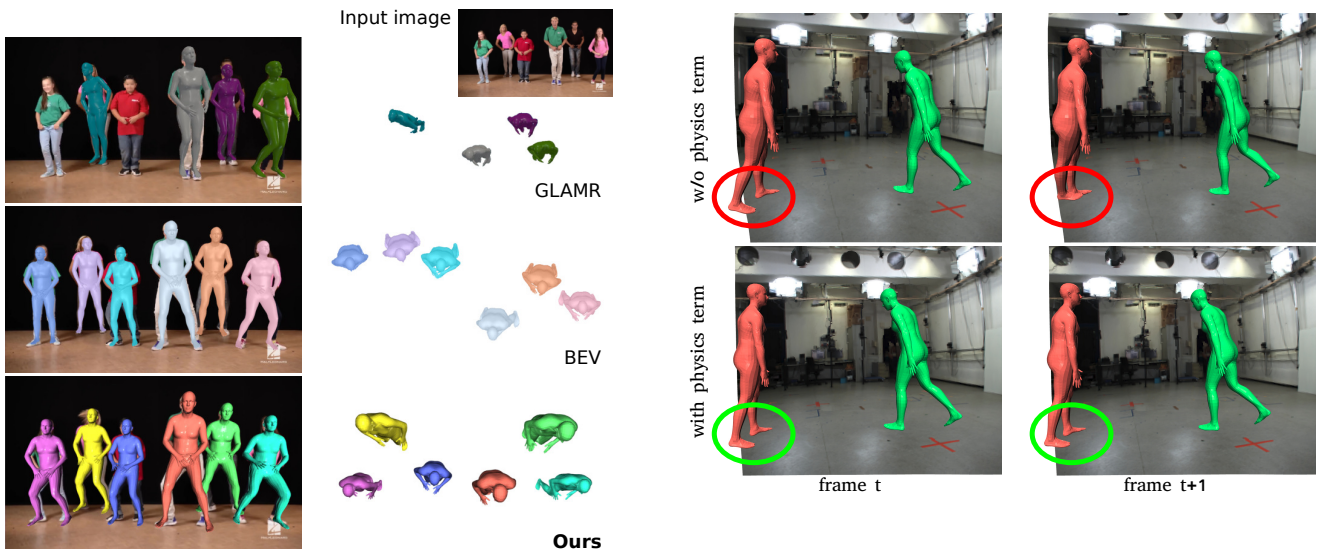 Input image
GLAMR
BEV
Ours
w/o physics term
with physics term
frame t
frame t+1